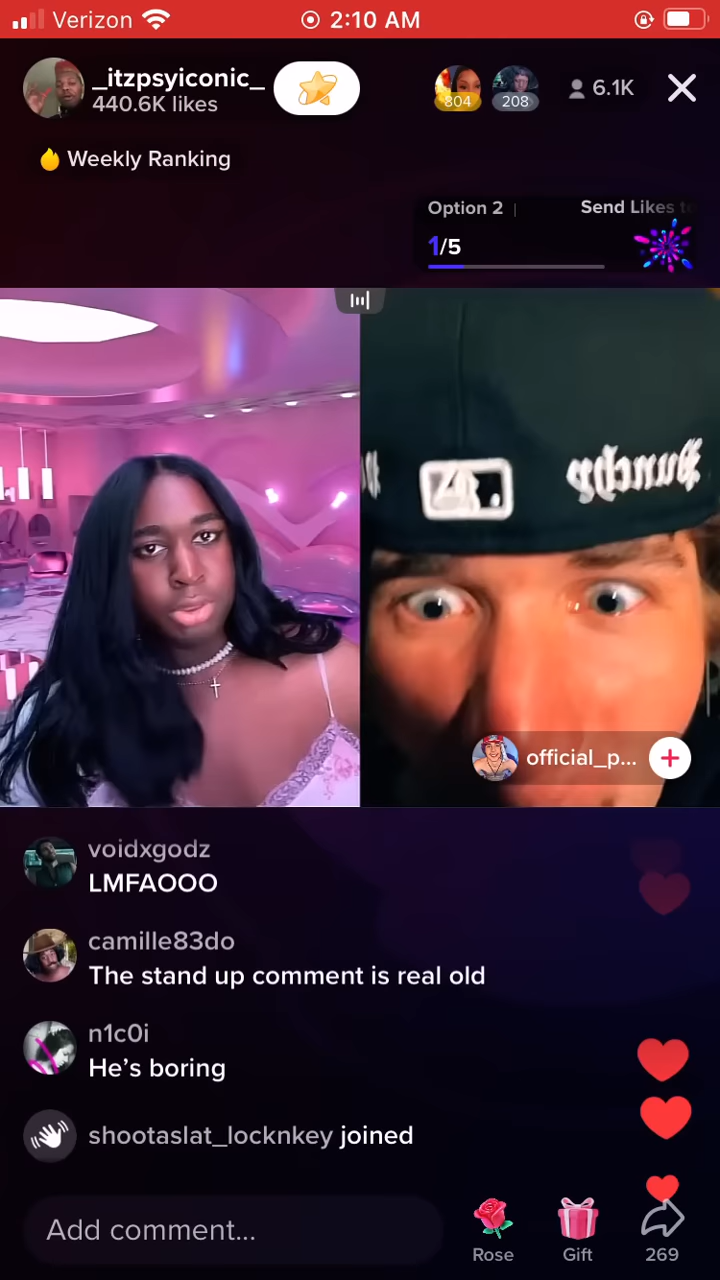 Verizon 2:10 AM
_itzpsyiconic_
440.6K likes
804
208
6.1K
Weekly Ranking
Option 2 | Send Likes to
1/5
official_p...
voidxgodz
LMFAOOO
camille83do
The stand up comment is real old
n1c0i
He's boring
shootaslat_locknkey joined
Add comment...
Rose
Gift
269